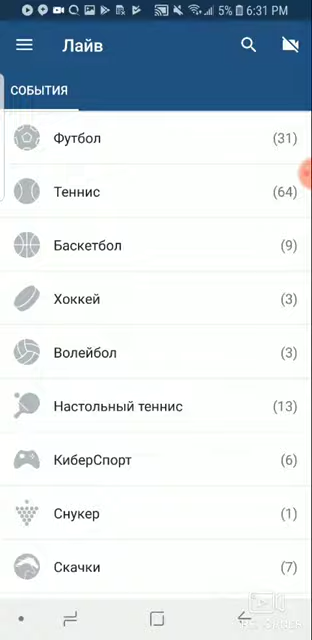 5% 6:31 PM
Лайв
СОБЫТИЯ
Футбол (31)
Теннис (64)
Баскетбол (9)
Хоккей (3)
Волейбол (3)
Настольный теннис (13)
КиберСпорт (6)
Снукер (1)
Скачки (7)